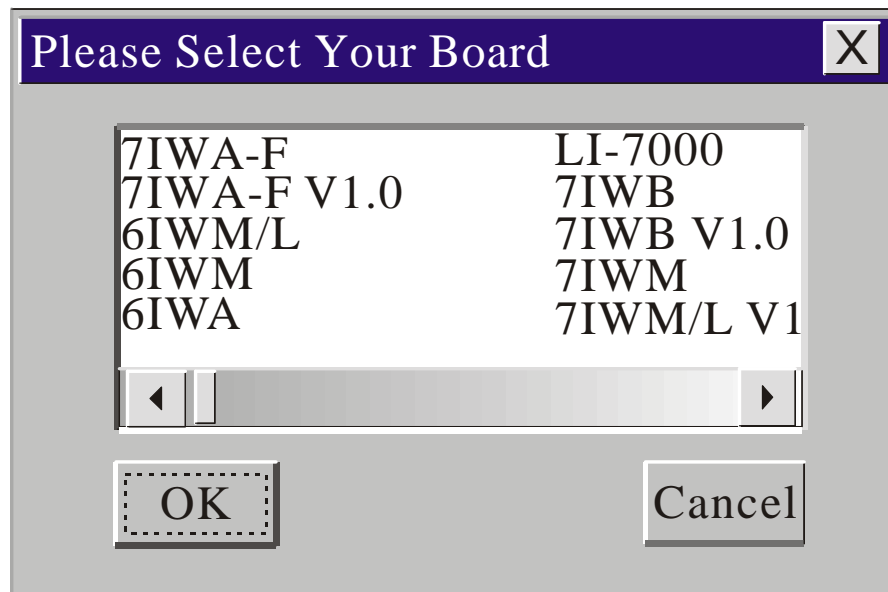 Please Select Your Board X
7IWA-F
7IWA-F V1.0
6IWM/L
6IWM
6IWA
LI-7000
7IWB
7IWB V1.0
7IWM
7IWM/L V1
OK
Cancel